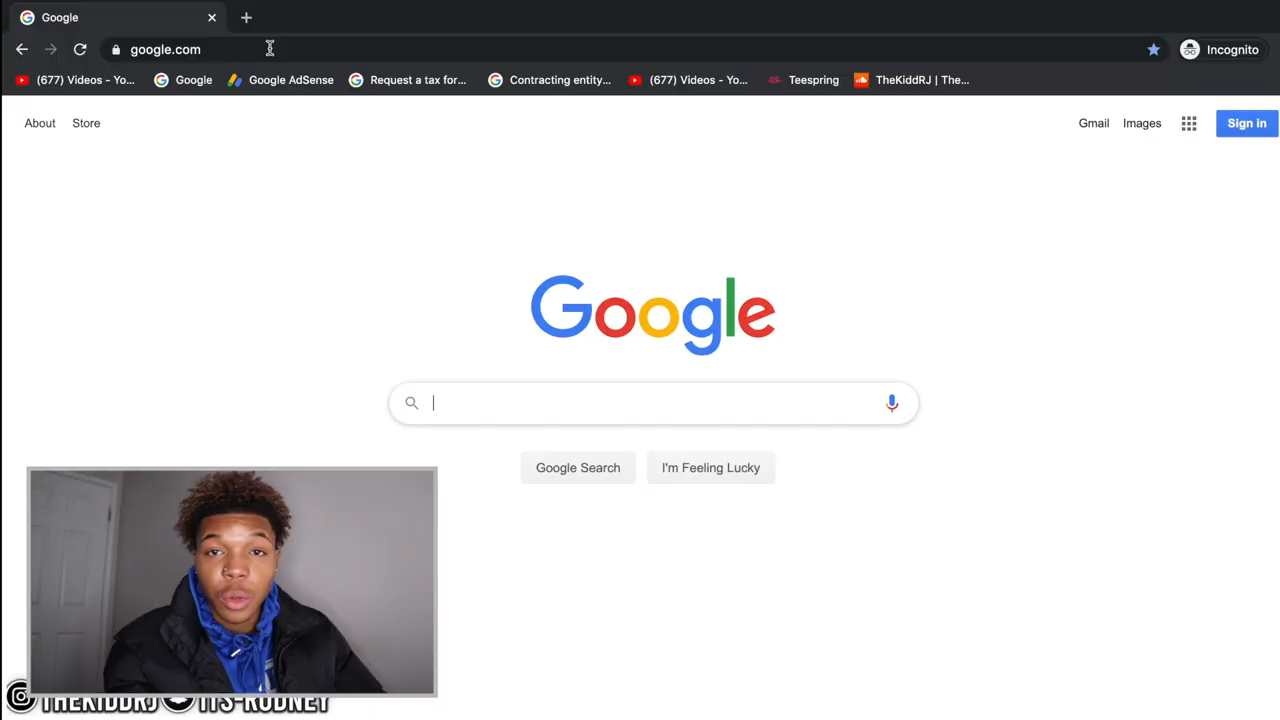 Google
google.com
Incognito
(677) Videos - Yo...
Google
Google AdSense
Request a tax for...
Contracting entity...
(677) Videos - Yo...
Teespring
TheKiddRJ | The...
About
Store
Gmail
Images
Sign in
Google
Google Search
I'm Feeling Lucky
THEKIDDRJ
ITS-RODNEY